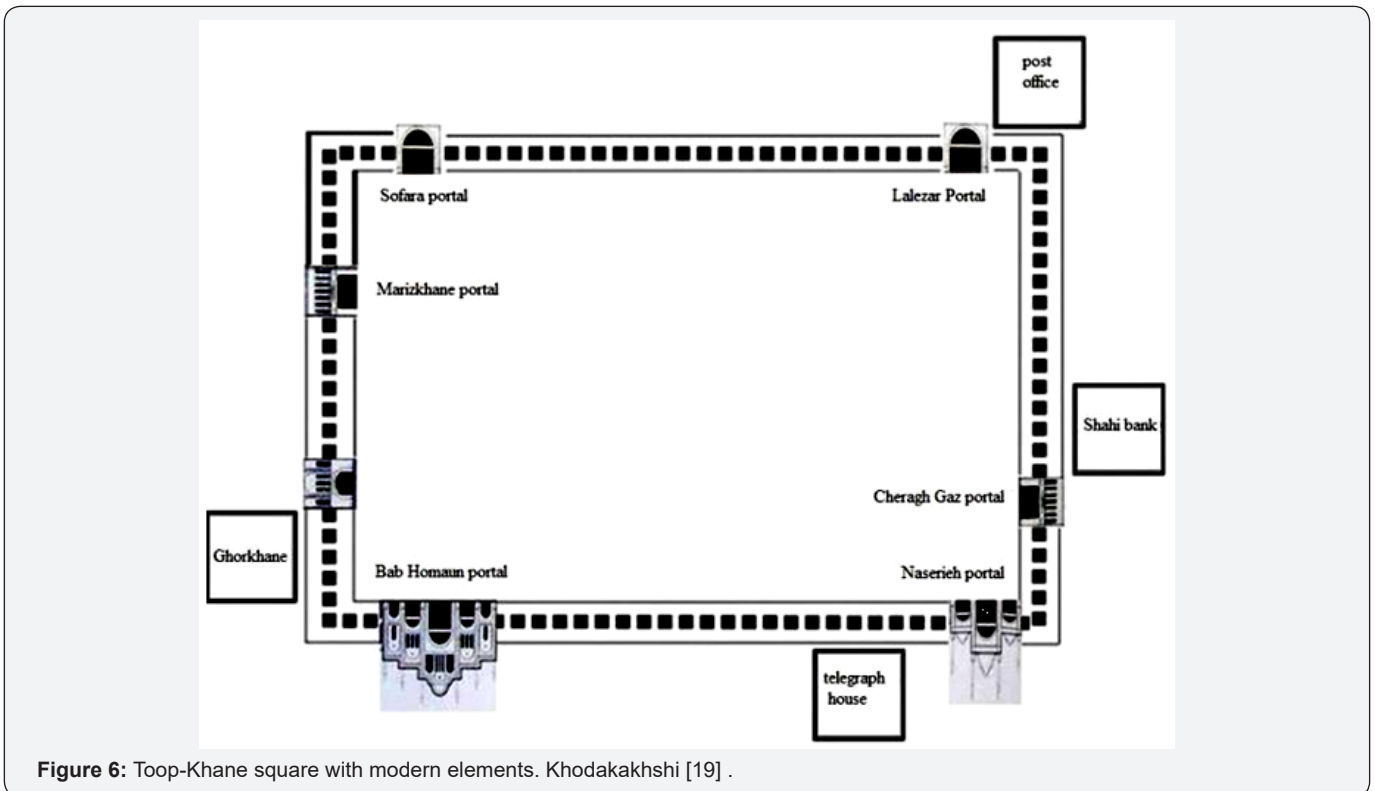 post
office
Sofara portal
Lalezar Portal
Marizkhane portal
Shahi bank
Cheragh Gaz portal
Ghorkhane
Bab Homaun portal
Naserieh portal
telegraph
house
Figure 6: Toop-Khane square with modern elements. Khodakakhshi [19] .